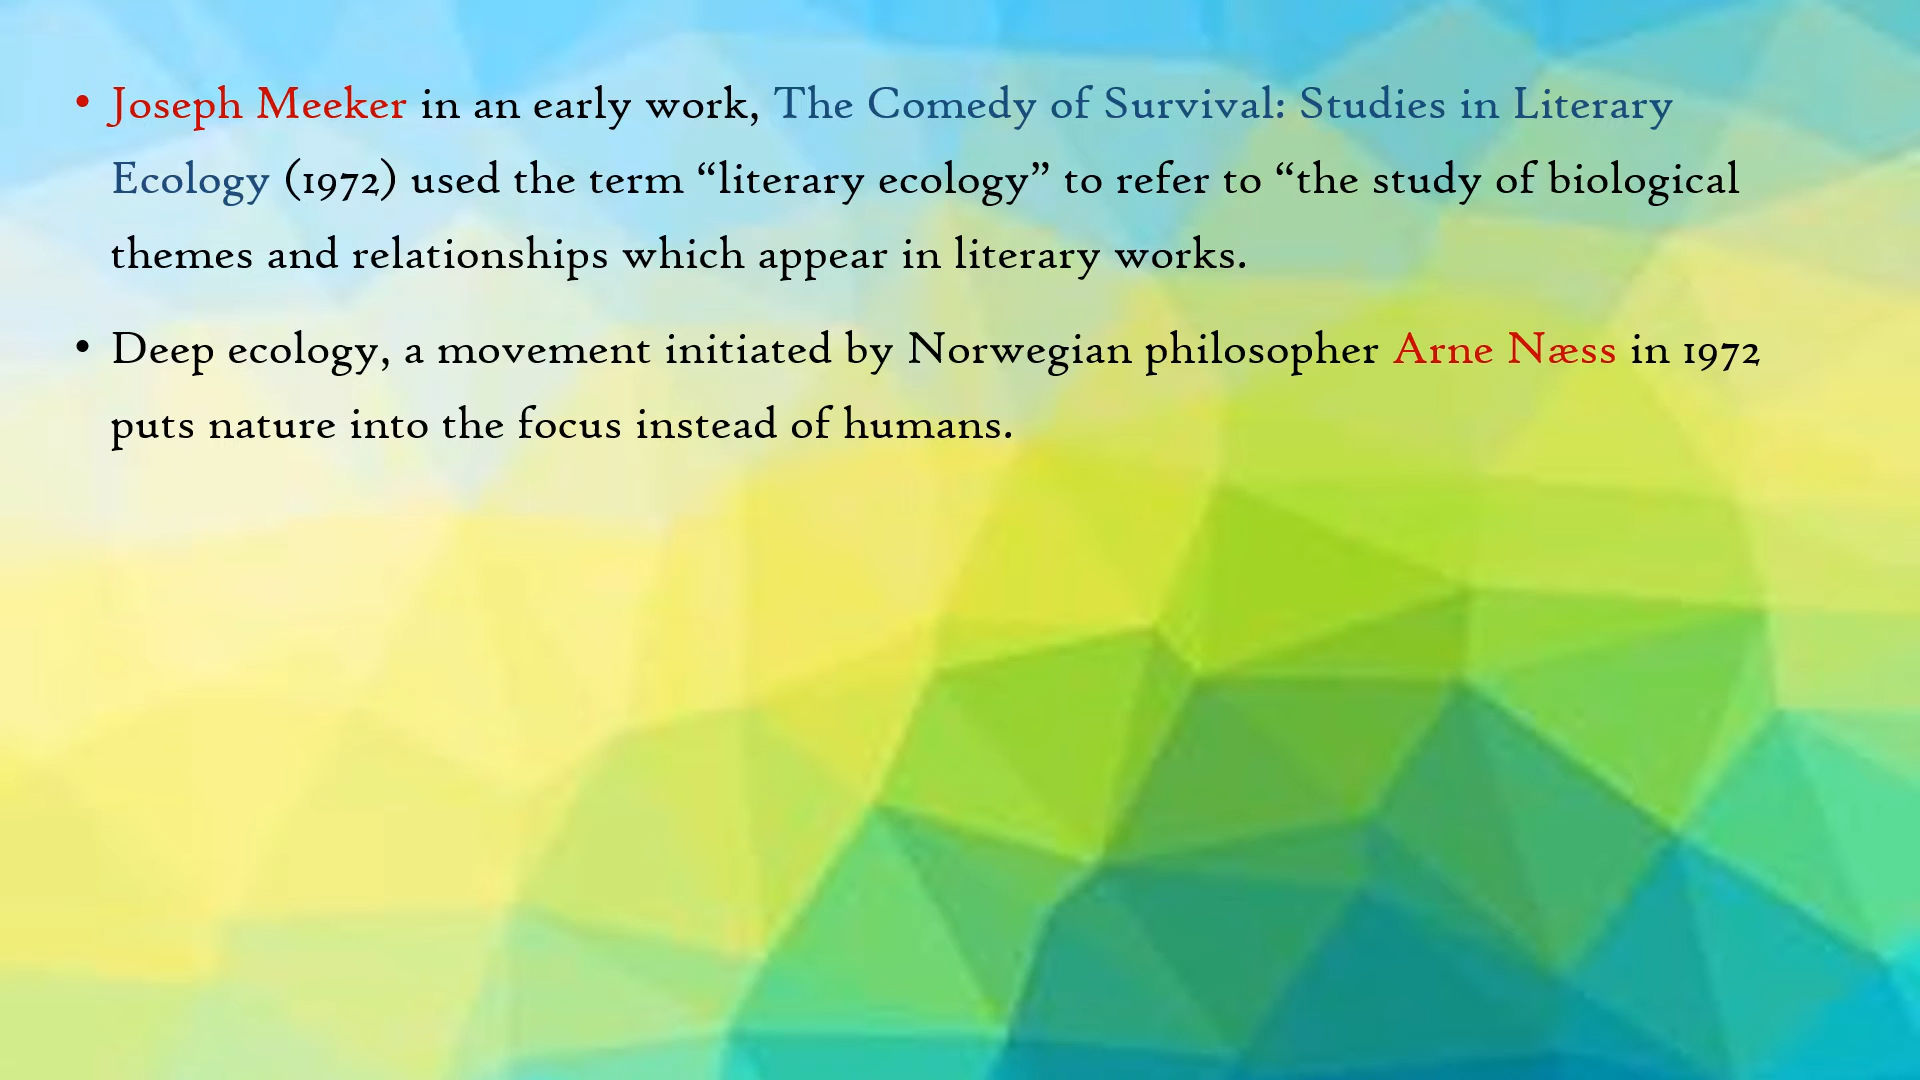 • Joseph Meeker in an early work, The Comedy of Survival: Studies in Literary
Ecology (1972) used the term “literary ecology” to refer to “the study of biological
themes and relationships which appear in literary works.
• Deep ecology, a movement initiated by Norwegian philosopher Arne Næss in 1972
puts nature into the focus instead of humans.